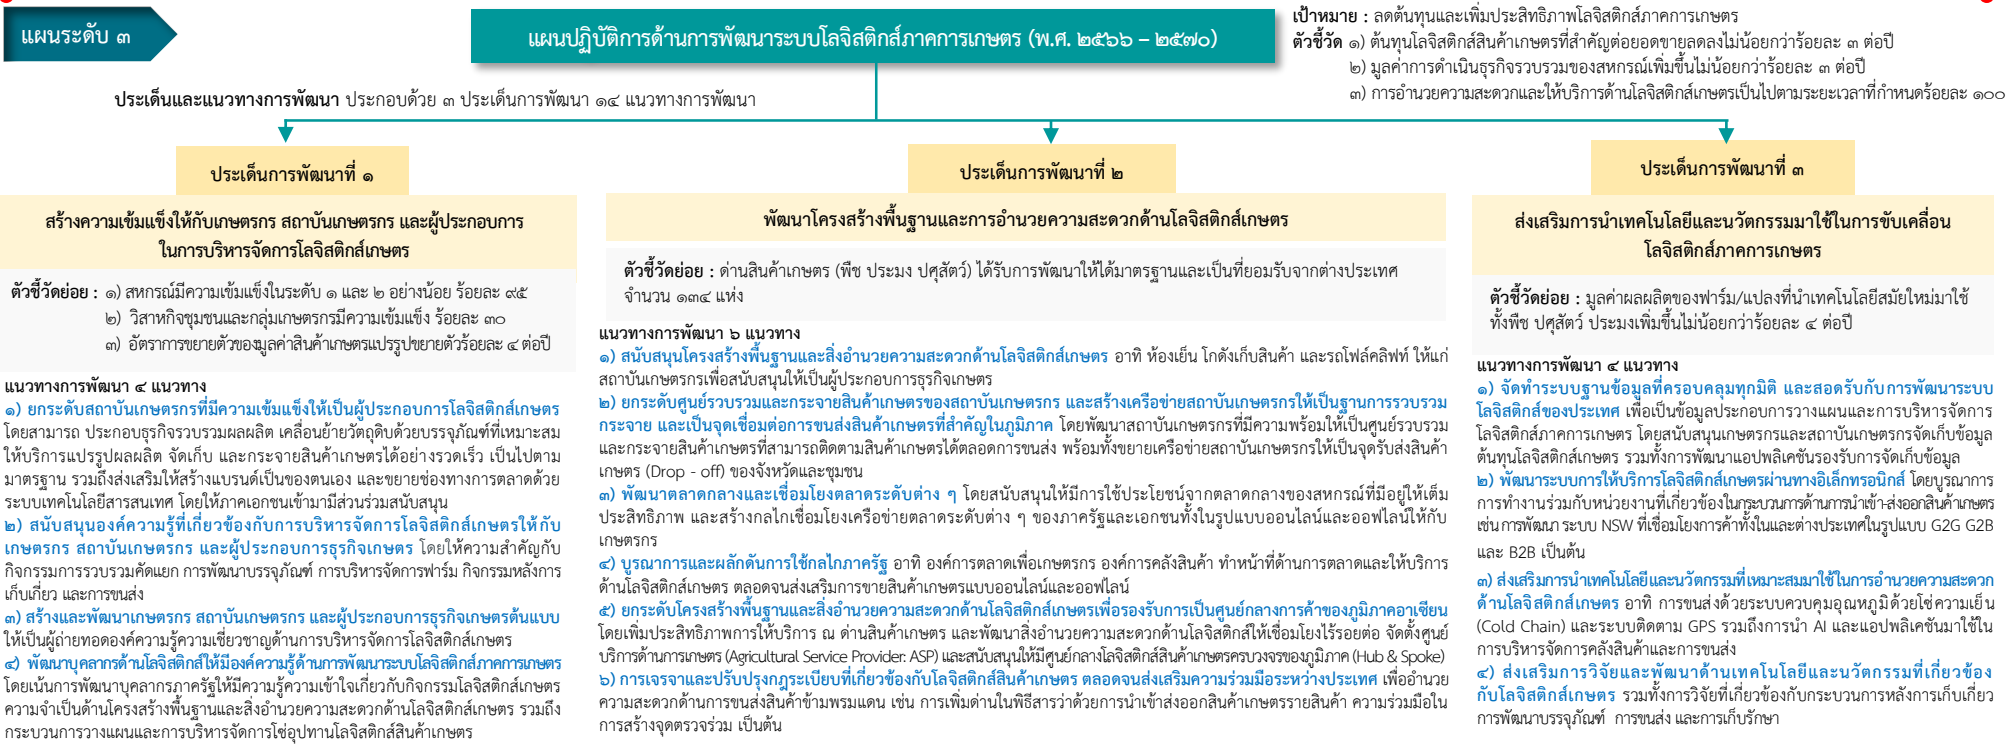 แผนระดับ ๓
แผนปฏิบัติการด้านการพัฒนาระบบโลจิสติกส์ภาคการเกษตร (พ.ศ. ๒๕๖๖ – ๒๕๗๐)
เป้าหมาย : ลดต้นทุนและเพิ่มประสิทธิภาพโลจิสติกส์ภาคการเกษตร
ตัวชี้วัด ๑) ต้นทุนโลจิสติกส์สินค้าเกษตรที่สำคัญต่อยอดขายลดลงไม่น้อยกว่าร้อยละ ๓ ต่อปี
๒) มูลค่าการดำเนินธุรกิจรวบรวมของสหกรณ์เพิ่มขึ้นไม่น้อยกว่าร้อยละ ๓ ต่อปี
๓) การอำนวยความสะดวกและให้บริการด้านโลจิสติกส์เกษตรเป็นไปตามระยะเวลาที่กำหนดร้อยละ ๑๐๐
ประเด็นและแนวทางการพัฒนา ประกอบด้วย ๓ ประเด็นการพัฒนา ๑๔ แนวทางการพัฒนา
ประเด็นการพัฒนาที่ ๑
สร้างความเข้มแข็งให้กับเกษตรกร สถาบันเกษตรกร และผู้ประกอบการ
ในการบริหารจัดการโลจิสติกส์เกษตร
ตัวชี้วัดย่อย : ๑) สหกรณ์มีความเข้มแข็งในระดับ ๑ และ ๒ อย่างน้อย ร้อยละ ๙๕
๒) วิสาหกิจชุมชนและกลุ่มเกษตรกรมีความเข้มแข็ง ร้อยละ ๓๐
๓) อัตราการขยายตัวของมูลค่าสินค้าเกษตรแปรรูปขยายตัวร้อยละ ๔ ต่อปี
แนวทางการพัฒนา ๔ แนวทาง
๑) ยกระดับสถาบันเกษตรกรที่มีความเข้มแข็งให้เป็นผู้ประกอบการโลจิสติกส์เกษตร
โดยสามารถ ประกอบธุรกิจรวบรวมผลผลิต เคลื่อนย้ายวัตถุดิบด้วยบรรจุภัณฑ์ที่เหมาะสม
ให้บริการแปรรูปผลผลิต จัดเก็บ และกระจายสินค้าเกษตรได้อย่างรวดเร็ว เป็นไปตาม
มาตรฐาน รวมถึงส่งเสริมให้สร้างแบรนด์เป็นของตนเอง และขยายช่องทางการตลาดด้วย
ระบบเทคโนโลยีสารสนเทศ โดยให้ภาคเอกชนเข้ามามีส่วนร่วมสนับสนุน
๒) สนับสนุนองค์ความรู้ที่เกี่ยวข้องกับการบริหารจัดการโลจิสติกส์เกษตรให้กับ
เกษตรกร สถาบันเกษตรกร และผู้ประกอบการธุรกิจเกษตร โดยให้ความสำคัญกับ
กิจกรรมการรวบรวมคัดแยก การพัฒนาบรรจุภัณฑ์ การบริหารจัดการฟาร์ม กิจกรรมหลังการ
เก็บเกี่ยว และการขนส่ง
๓) สร้างและพัฒนาเกษตรกร สถาบันเกษตรกร และผู้ประกอบการธุรกิจเกษตรต้นแบบ
ให้เป็นผู้ถ่ายทอดองค์ความรู้ความเชี่ยวชาญด้านการบริหารจัดการโลจิสติกส์เกษตร
๔) พัฒนาบุคลากรด้านโลจิสติกส์ให้มีองค์ความรู้ด้านการพัฒนาระบบโลจิสติกส์ภาคการเกษตร
โดยเน้นการพัฒนาบุคลากรภาครัฐให้มีความรู้ความเข้าใจเกี่ยวกับกิจกรรมโลจิสติกส์เกษตร
ความจำเป็นด้านโครงสร้างพื้นฐานและสิ่งอำนวยความสะดวกด้านโลจิสติกส์เกษตร รวมถึง
กระบวนการวางแผนและการบริหารจัดการโซ่อุปทานโลจิสติกส์สินค้าเกษตร
ประเด็นการพัฒนาที่ ๒
พัฒนาโครงสร้างพื้นฐานและการอำนวยความสะดวกด้านโลจิสติกส์เกษตร
ตัวชี้วัดย่อย : ด่านสินค้าเกษตร (พืช ประมง ปศุสัตว์) ได้รับการพัฒนาให้ได้มาตรฐานและเป็นที่ยอมรับจากต่างประเทศ
จำนวน ๑๓๔ แห่ง
แนวทางการพัฒนา ๖ แนวทาง
๑) สนับสนุนโครงสร้างพื้นฐานและสิ่งอำนวยความสะดวกด้านโลจิสติกส์เกษตร อาทิ ห้องเย็น โกดังเก็บสินค้า และรถโฟล์คลิฟท์ ให้แก่
สถาบันเกษตรกรเพื่อสนับสนุนให้เป็นผู้ประกอบการธุรกิจเกษตร
๒) ยกระดับศูนย์รวบรวมและกระจายสินค้าเกษตรของสถาบันเกษตรกร และสร้างเครือข่ายสถาบันเกษตรกรให้เป็นฐานการรวบรวม
กระจาย และเป็นจุดเชื่อมต่อการขนส่งสินค้าเกษตรที่สำคัญในภูมิภาค โดยพัฒนาสถาบันเกษตรกรที่มีความพร้อมให้เป็นศูนย์รวบรวม
และกระจายสินค้าเกษตรที่สามารถติดตามสินค้าเกษตรได้ตลอดการขนส่ง พร้อมทั้งขยายเครือข่ายสถาบันเกษตรกรให้เป็นจุดรับส่งสินค้า
เกษตร (Drop - off) ของจังหวัดและชุมชน
๓) พัฒนาตลาดกลางและเชื่อมโยงตลาดระดับต่าง ๆ โดยสนับสนุนให้มีการใช้ประโยชน์จากตลาดกลางของสหกรณ์ที่มีอยู่ให้เต็ม
ประสิทธิภาพ และสร้างกลไกเชื่อมโยงเครือข่ายตลาดระดับต่าง ๆ ของภาครัฐและเอกชนทั้งในรูปแบบออนไลน์และออฟไลน์ให้กับ
เกษตรกร
๔) บูรณาการและผลักดันการใช้กลไกภาครัฐ อาทิ องค์การตลาดเพื่อเกษตรกร องค์การคลังสินค้า ทำหน้าที่ด้านการตลาดและให้บริการ
ด้านโลจิสติกส์เกษตร ตลอดจนส่งเสริมการขายสินค้าเกษตรแบบออนไลน์และออฟไลน์
๕) ยกระดับโครงสร้างพื้นฐานและสิ่งอำนวยความสะดวกด้านโลจิสติกส์เกษตรเพื่อรองรับการเป็นศูนย์กลางการค้าของภูมิภาคอาเซียน
โดยเพิ่มประสิทธิภาพการให้บริการ ณ ด่านสินค้าเกษตร และพัฒนาสิ่งอำนวยความสะดวกด้านโลจิสติกส์ให้เชื่อมโยงไร้รอยต่อ จัดตั้งศูนย์
บริการด้านการเกษตร (Agricultural Service Provider: ASP) และสนับสนุนให้มีศูนย์กลางโลจิสติกส์สินค้าเกษตรครบวงจรของภูมิภาค (Hub & Spoke)
๖) การเจรจาและปรับปรุงกฎระเบียบที่เกี่ยวข้องกับโลจิสติกส์สินค้าเกษตร ตลอดจนส่งเสริมความร่วมมือระหว่างประเทศ เพื่ออำนวย
ความสะดวกด้านการขนส่งสินค้าข้ามพรมแดน เช่น การเพิ่มด่านในพิธีสารว่าด้วยการนำเข้าส่งออกสินค้าเกษตรรายสินค้า ความร่วมมือใน
การสร้างจุดตรวจร่วม เป็นต้น
ประเด็นการพัฒนาที่ ๓
ส่งเสริมการนำเทคโนโลยีและนวัตกรรมมาใช้ในการขับเคลื่อน
โลจิสติกส์ภาคการเกษตร
ตัวชี้วัดย่อย : มูลค่าผลผลิตของฟาร์ม/แปลงที่นำเทคโนโลยีสมัยใหม่มาใช้
ทั้งพืช ปศุสัตว์ ประมงเพิ่มขึ้นไม่น้อยกว่าร้อยละ ๔ ต่อปี
แนวทางการพัฒนา ๔ แนวทาง
๑) จัดทำระบบฐานข้อมูลที่ครอบคลุมทุกมิติ และสอดรับกับการพัฒนาระบบ
โลจิสติกส์ของประเทศ เพื่อเป็นข้อมูลประกอบการวางแผนและการบริหารจัดการ
โลจิสติกส์ภาคการเกษตร โดยสนับสนุนเกษตรกรและสถาบันเกษตรกรจัดเก็บข้อมูล
ต้นทุนโลจิสติกส์เกษตร รวมทั้งการพัฒนาแอปพลิเคชันรองรับการจัดเก็บข้อมูล
๒) พัฒนาระบบการให้บริการโลจิสติกส์เกษตรผ่านทางอิเล็กทรอนิกส์ โดยบูรณาการ
การทำงานร่วมกับหน่วยงานที่เกี่ยวข้องในกระบวนการด้านการนำเข้า-ส่งออกสินค้าเกษตร
เช่น การพัฒนา ระบบ NSW ที่เชื่อมโยงการค้าทั้งในและต่างประเทศในรูปแบบ G2G G2B
และ B2B เป็นต้น
๓) ส่งเสริมการนำเทคโนโลยีและนวัตกรรมที่เหมาะสมมาใช้ในการอำนวยความสะดวก
ด้านโลจิสติกส์เกษตร อาทิ การขนส่งด้วยระบบควบคุมอุณหภูมิด้วยโซ่ความเย็น
(Cold Chain) และระบบติดตาม GPS รวมถึงการนำ AI และแอปพลิเคชันมาใช้ใน
การบริหารจัดการคลังสินค้าและการขนส่ง
๔) ส่งเสริมการวิจัยและพัฒนาด้านเทคโนโลยีและนวัตกรรมที่เกี่ยวข้อง
กับโลจิสติกส์เกษตร รวมทั้งการวิจัยที่เกี่ยวข้องกับกระบวนการหลังการเก็บเกี่ยว
การพัฒนาบรรจุภัณฑ์ การขนส่ง และการเก็บรักษา